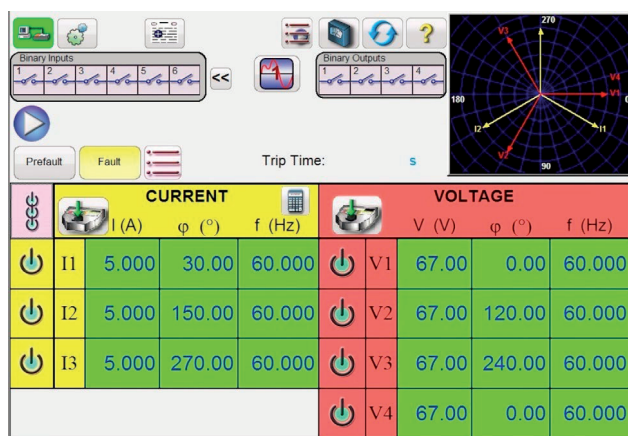 Binary Inputs
1 2 3 4 5 6
<<
Binary Outputs
1 2 3 4
?
270
V3
V4
V1
180
0
I2
I1
V2
90
Prefault
Fault
Trip Time:
s
CURRENT
VOLTAGE
I (A) φ (°) f (Hz)
V (V) φ (°) f (Hz)
I1 5.000 30.00 60.000 V1 67.00 0.00 60.000
I2 5.000 150.00 60.000 V2 67.00 120.00 60.000
I3 5.000 270.00 60.000 V3 67.00 240.00 60.000
V4 67.00 0.00 60.000